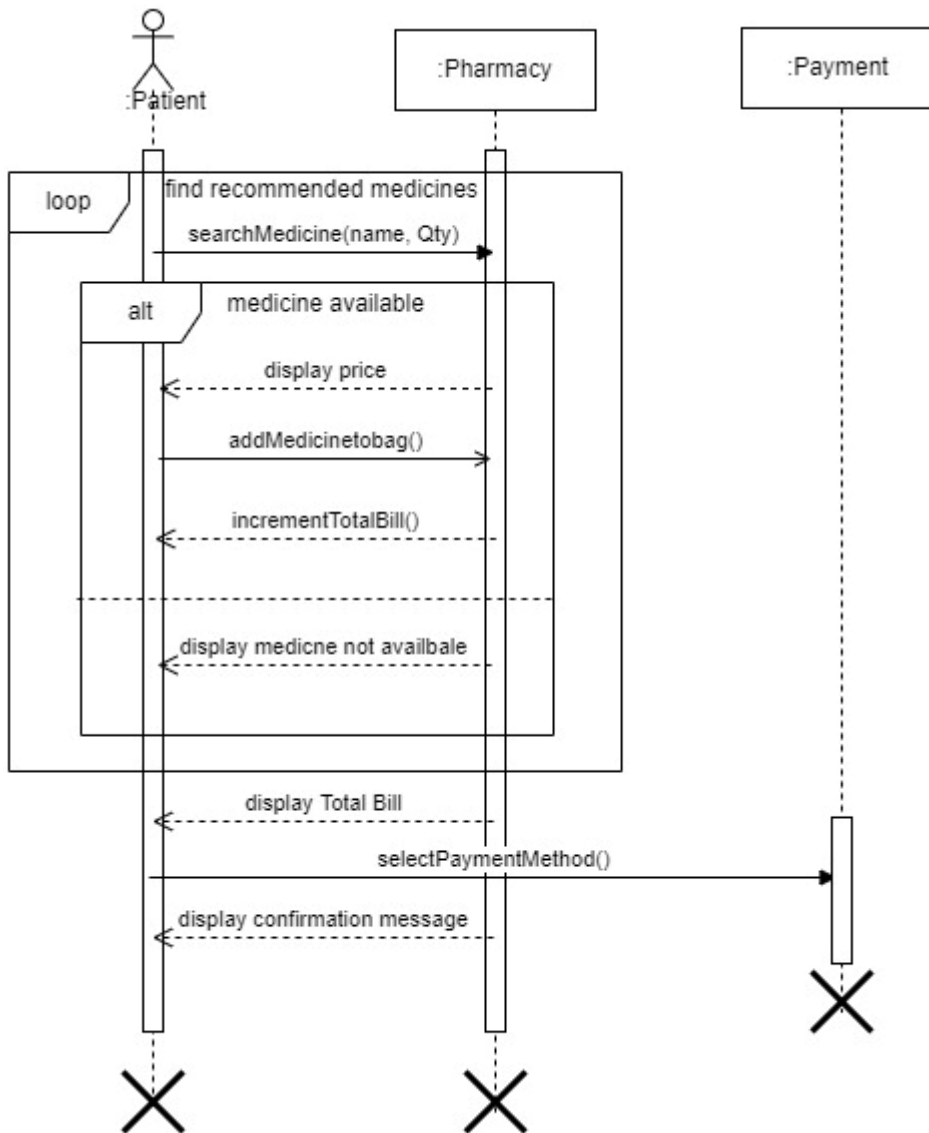 :Patient
:Pharmacy
:Payment
loop
find recommended medicines
searchMedicine(name, Qty)
alt
medicine available
display price
addMedicinetobag()
incrementTotalBill()
display medicne not availbale
display Total Bill
selectPaymentMethod()
display confirmation message